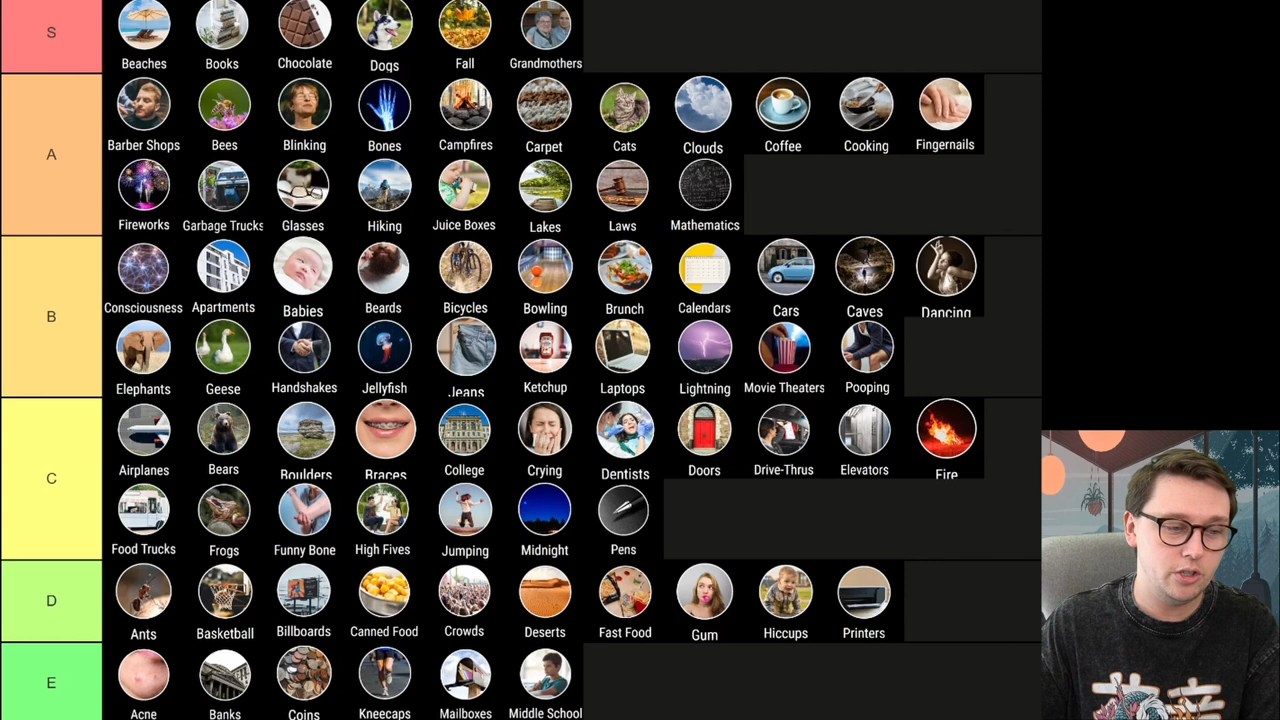 S
Beaches Books Chocolate Dogs Fall Grandmothers
A
Barber Shops Bees Blinking Bones Campfires Carpet Cats Clouds Coffee Cooking Fingernails
Fireworks Garbage Trucks Glasses Hiking Juice Boxes Lakes Laws Mathematics
B
Consciousness Apartments Babies Beards Bicycles Bowling Brunch Calendars Cars Caves Dancing
Elephants Geese Handshakes Jellyfish Jeans Ketchup Laptops Lightning Movie Theaters Pooping
C
Airplanes Bears Boulders Braces College Crying Dentists Doors Drive-Thrus Elevators Fire
Food Trucks Frogs Funny Bone High Fives Jumping Midnight Pens
D
Ants Basketball Billboards Canned Food Crowds Deserts Fast Food Gum Hiccups Printers
E
Acne Banks Coins Kneecaps Mailboxes Middle School